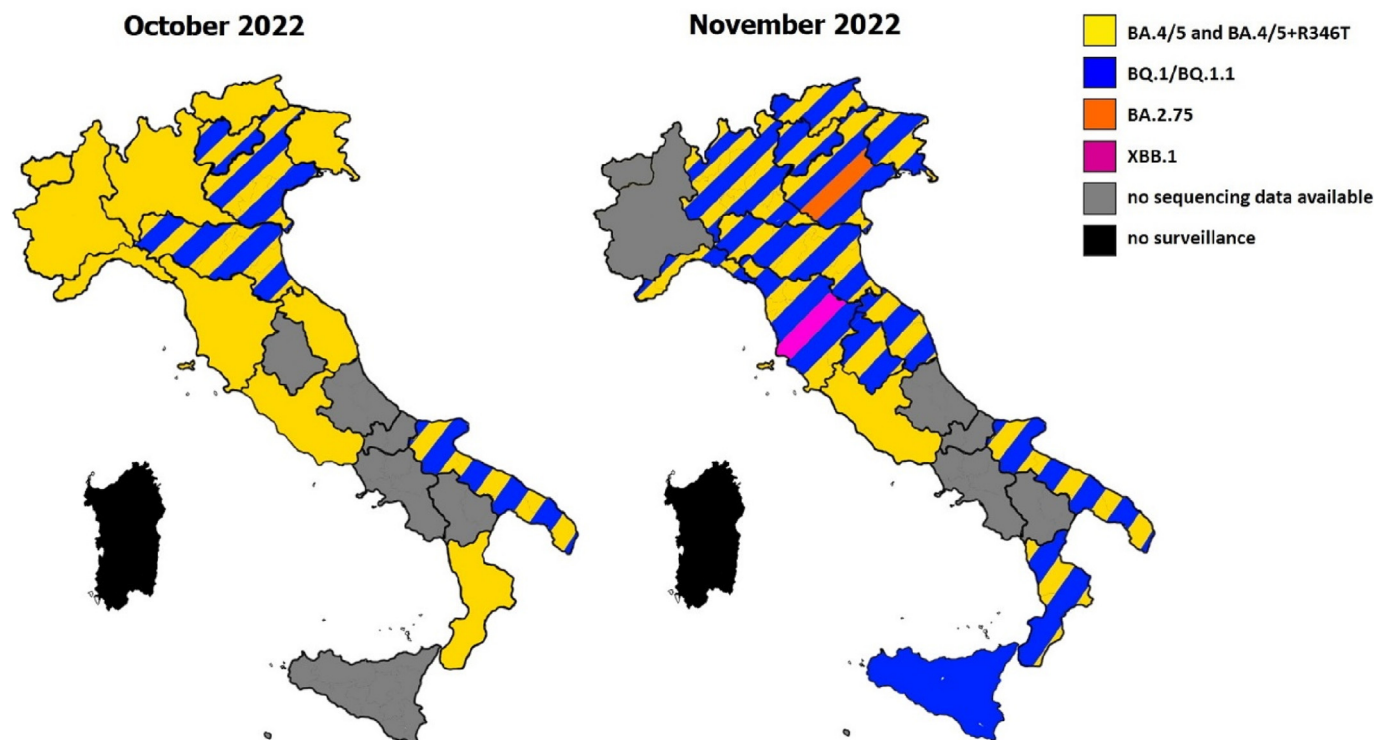 October 2022
November 2022
BA.4/5 and BA.4/5+R346T
BQ.1/BQ.1.1
BA.2.75
XBB.1
no sequencing data available
no surveillance